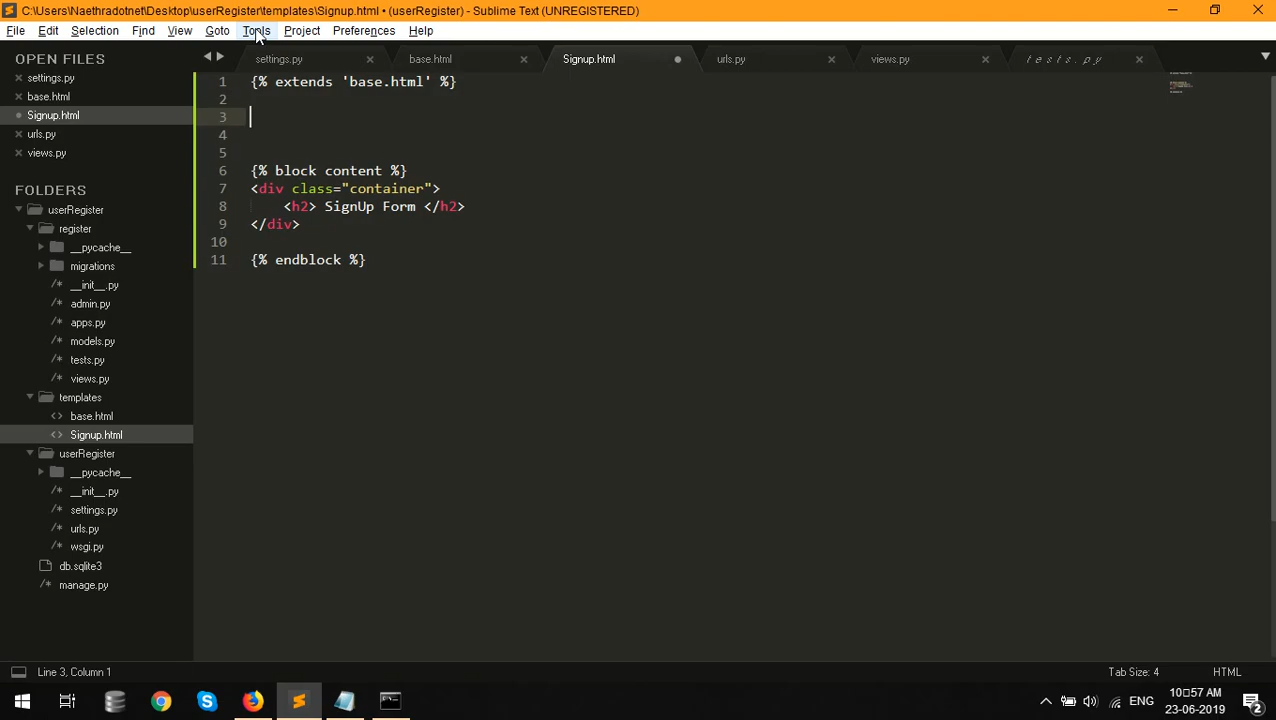 C:\Users\Naethradotnet\Desktop\userRegister\templates\Signup.html • (userRegister) - Sublime Text (UNREGISTERED)
File Edit Selection Find View Goto Tools Project Preferences Help
OPEN FILES
settings.py
base.html
Signup.html
urls.py
views.py
FOLDERS
userRegister
register
__pycache__
migrations
__init__.py
admin.py
apps.py
models.py
tests.py
views.py
templates
base.html
Signup.html
userRegister
__pycache__
__init__.py
settings.py
urls.py
wsgi.py
db.sqlite3
manage.py
settings.py base.html Signup.html urls.py views.py tests.py
1 {% extends 'base.html' %}
2
3
4
5
6 {% block content %}
7 <div class="container">
8 <h2> SignUp Form </h2>
9 </div>
10
11 {% endblock %}
Line 3, Column 1 Tab Size: 4 HTML
ENG 10:57 AM
23-06-2019
2